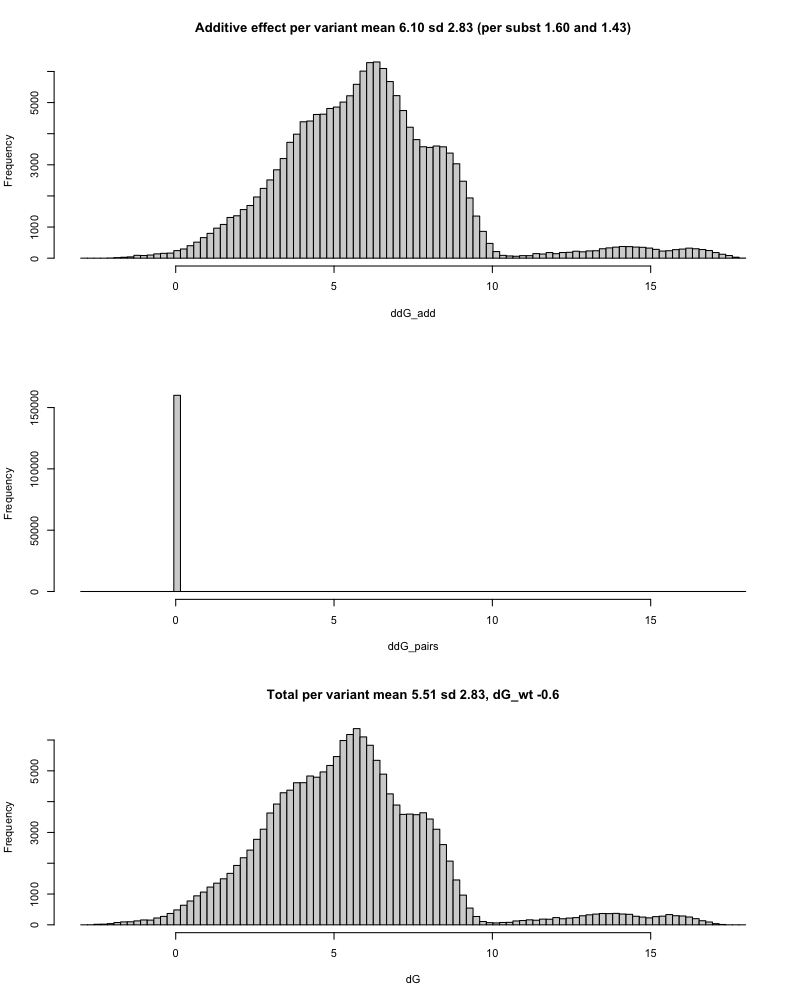 Additive effect per variant mean 6.10 sd 2.83 (per subst 1.60 and 1.43)
Frequency
0 1000 3000 5000
0 5 10 15
ddG_add
Frequency
0 50000 100000 150000
0 5 10 15
ddG_pairs
Total per variant mean 5.51 sd 2.83, dG_wt -0.6
Frequency
0 1000 3000 5000
0 5 10 15
dG